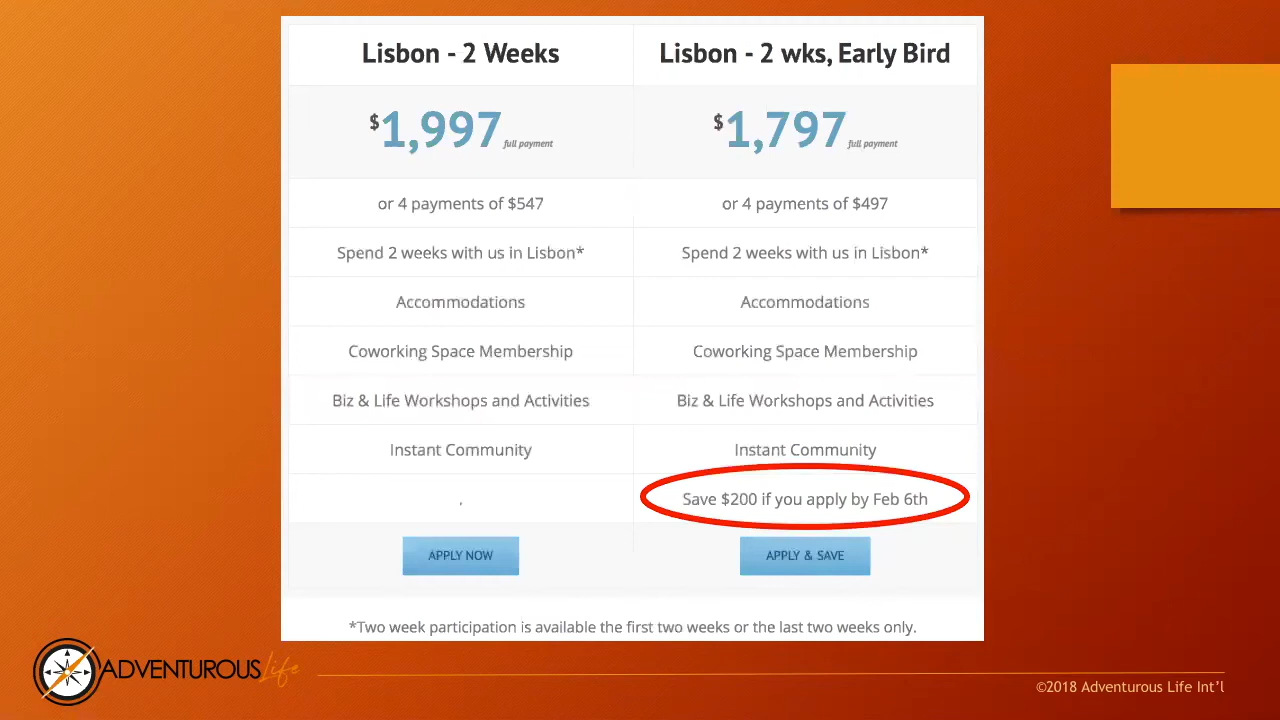 Lisbon - 2 Weeks
$1,997 full payment
or 4 payments of $547
Spend 2 weeks with us in Lisbon*
Accommodations
Coworking Space Membership
Biz & Life Workshops and Activities
Instant Community
.
APPLY NOW
Lisbon - 2 wks, Early Bird
$1,797 full payment
or 4 payments of $497
Spend 2 weeks with us in Lisbon*
Accommodations
Coworking Space Membership
Biz & Life Workshops and Activities
Instant Community
Save $200 if you apply by Feb 6th
APPLY & SAVE
*Two week participation is available the first two weeks or the last two weeks only.
ADVENTUROUS Life
©2018 Adventurous Life Int’l